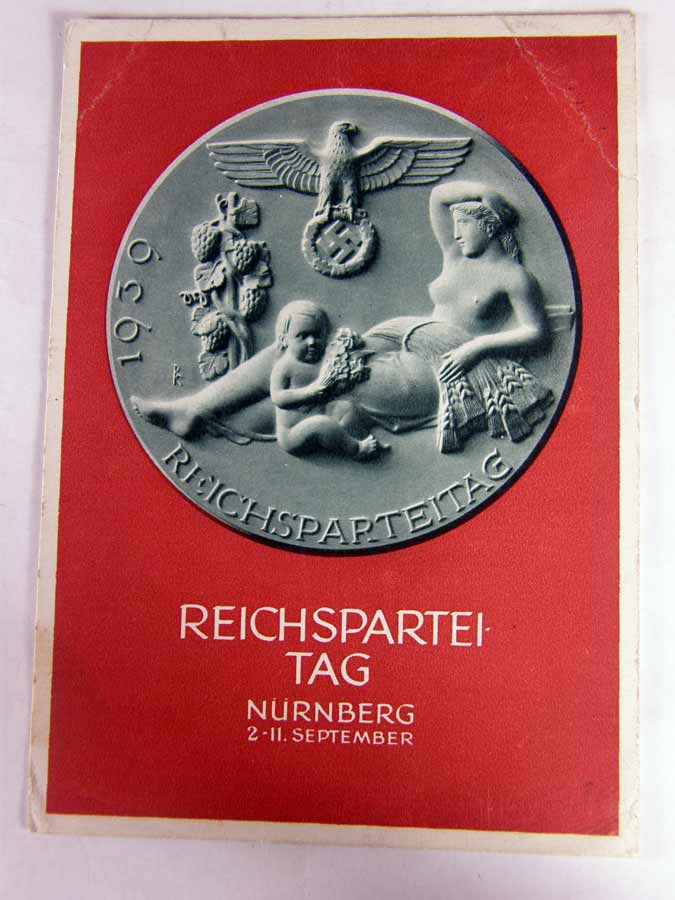 1939
REICHSPARTEITAG
REICHSPARTEI-
TAG
NÜRNBERG
2-11. SEPTEMBER